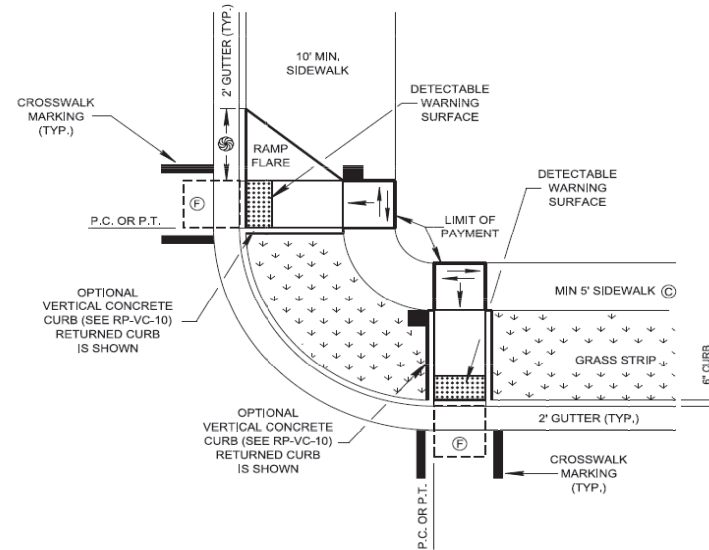 2' GUTTER (TYP.)
10' MIN.
SIDEWALK
DETECTABLE
WARNING
SURFACE
CROSSWALK
MARKING
(TYP.)
RAMP
FLARE
F
P.C. OR P.T.
DETECTABLE
WARNING
SURFACE
LIMIT OF
PAYMENT
OPTIONAL
VERTICAL CONCRETE
CURB (SEE RP-VC-10)
RETURNED CURB
IS SHOWN
MIN 5' SIDEWALK C
GRASS STRIP
6" CURB
OPTIONAL
VERTICAL CONCRETE
CURB (SEE RP-VC-10)
RETURNED CURB
IS SHOWN
2' GUTTER (TYP.)
F
CROSSWALK
MARKING
(TYP.)
P.C. OR P.T.